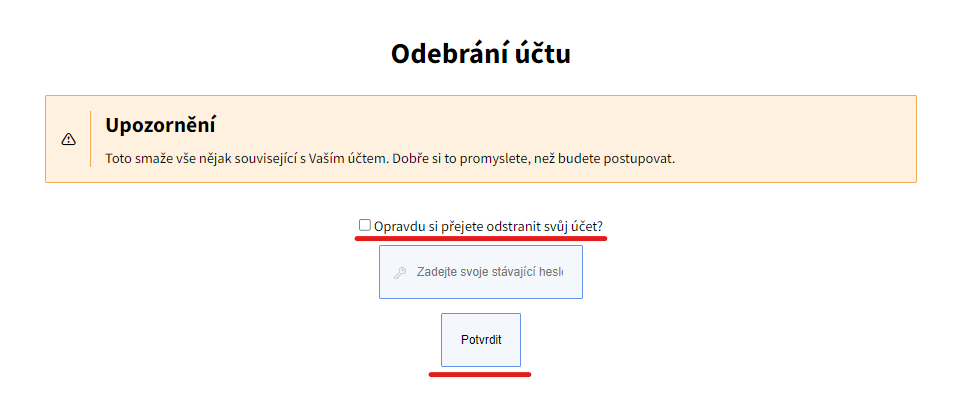 Odebrání účtu
Upozornění
Toto smaže vše nějak související s Vaším účtem. Dobře si to promyslete, než budete postupovat.
Opravdu si přejete odstranit svůj účet?
Zadejte svoje stávající heslo
Potvrdit